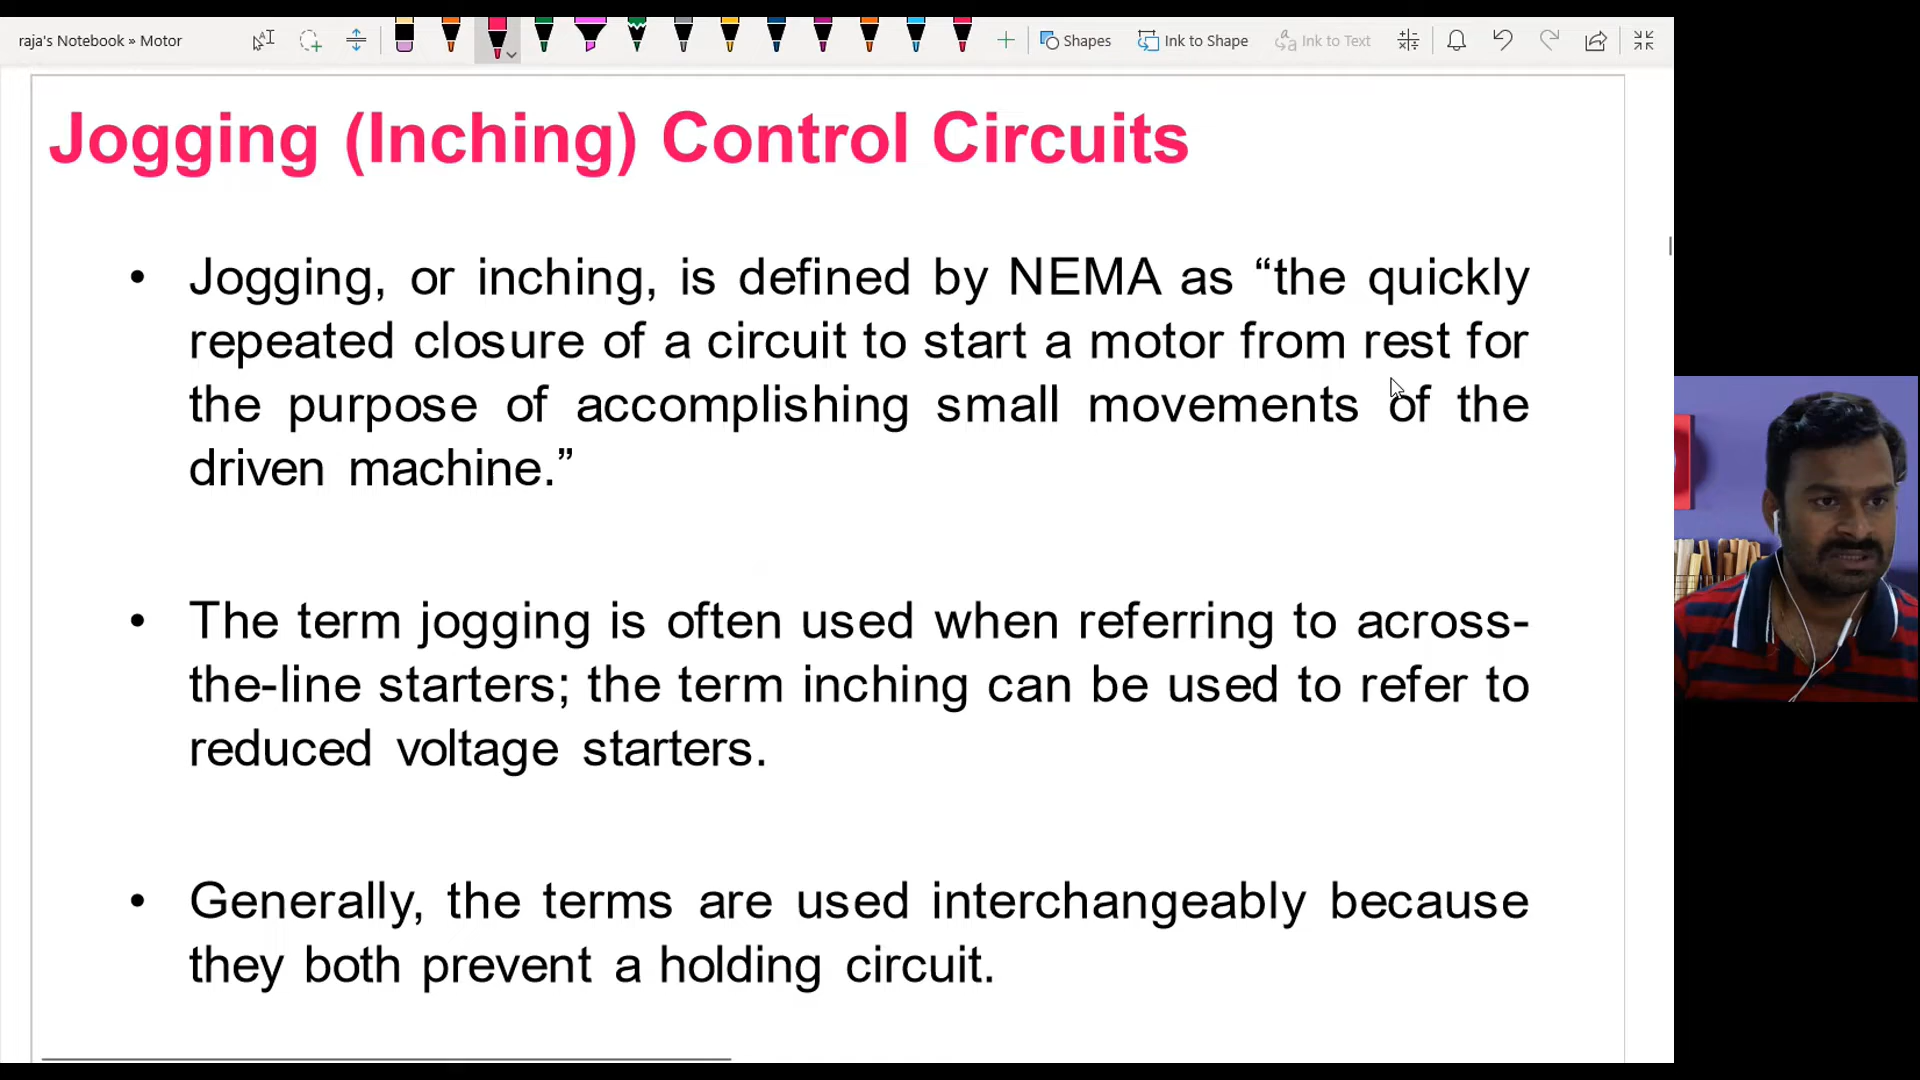 raja's Notebook » Motor
Shapes
Ink to Shape
Ink to Text
Jogging (Inching) Control Circuits
• Jogging, or inching, is defined by NEMA as “the quickly
repeated closure of a circuit to start a motor from rest for
the purpose of accomplishing small movements of the
driven machine.”
• The term jogging is often used when referring to across-
the-line starters; the term inching can be used to refer to
reduced voltage starters.
• Generally, the terms are used interchangeably because
they both prevent a holding circuit.